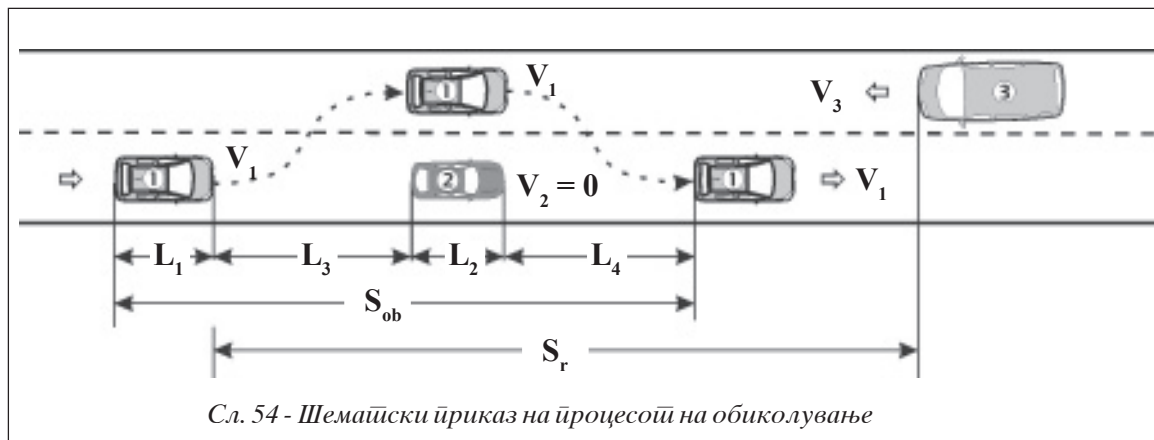 V₁
1
V₃
3
1
V₁
2
V₂ = 0
1
V₁
L₁
L₃
L₂
L₄
Sₒb
Sᵣ
Сл. 54 - Шематски приказ на процесот на обиколување